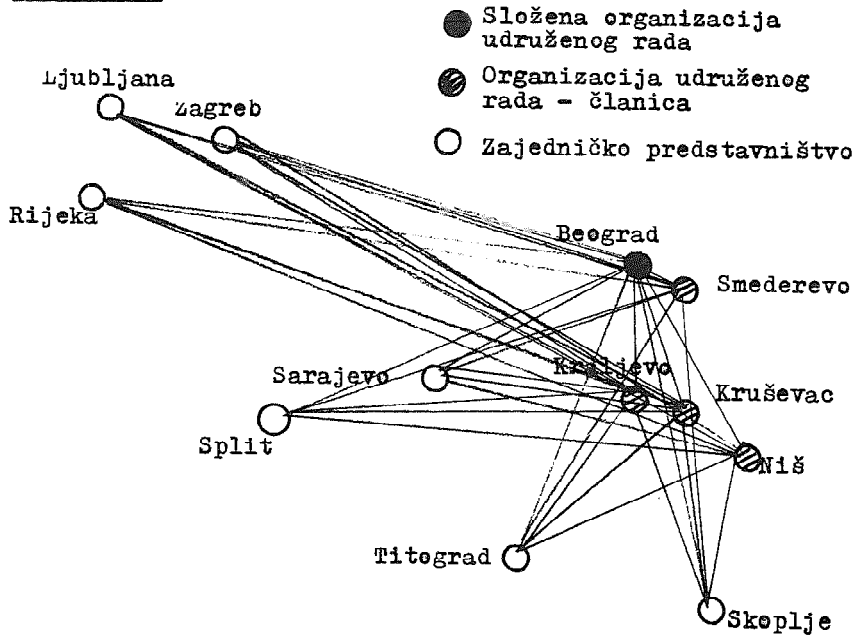 Složena organizacija
udruženog rada
Organizacija udruženog
rada - članica
Zajedničko predstavništvo
Ljubljana
Zagreb
Rijeka
Beograd
Smederevo
Kraljevo
Sarajevo
Kruševac
Split
Niš
Titograd
Skoplje